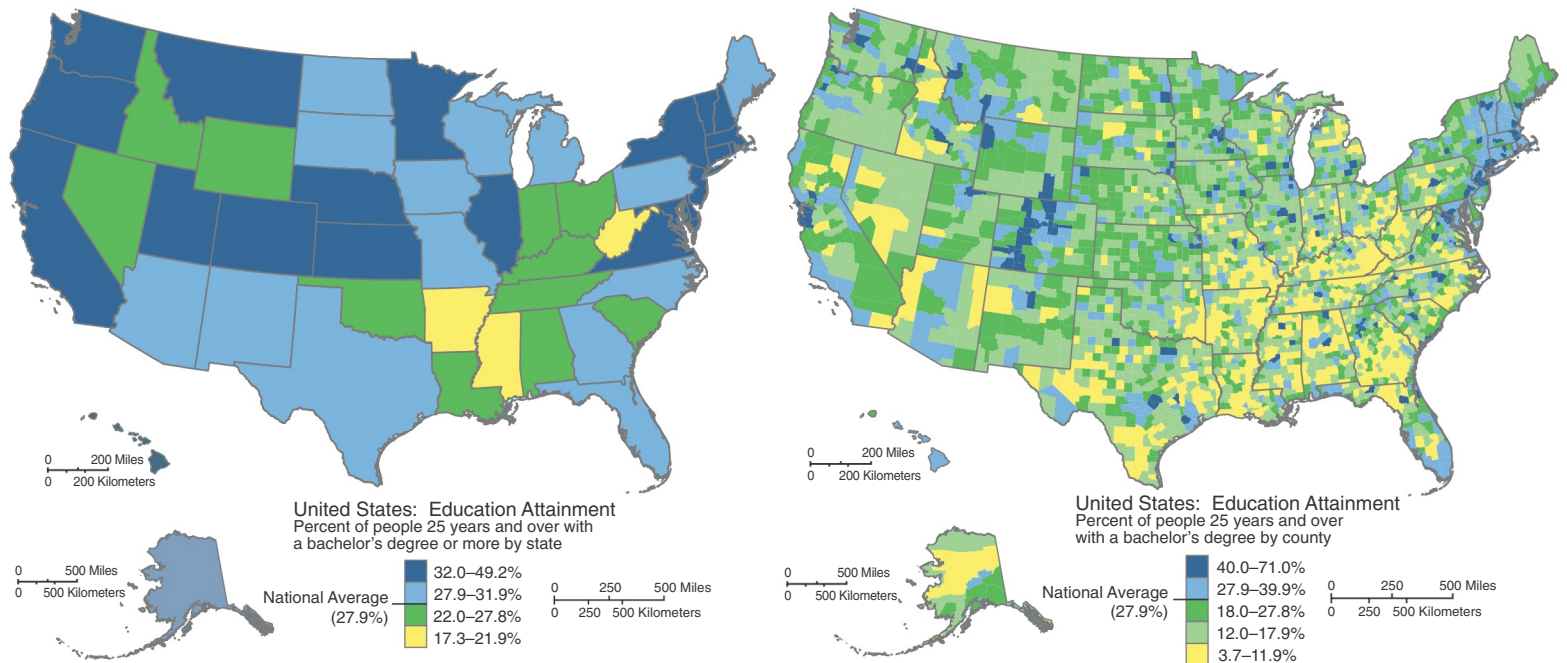 0 200 Miles
0 200 Kilometers
United States: Education Attainment
Percent of people 25 years and over with
a bachelor's degree or more by state
0 500 Miles
0 500 Kilometers
National Average
(27.9%)
32.0–49.2%
27.9–31.9%
22.0–27.8%
17.3–21.9%
0 250 500 Miles
0 250 500 Kilometers
0 200 Miles
0 200 Kilometers
United States: Education Attainment
Percent of people 25 years and over
with a bachelor's degree by county
0 500 Miles
0 500 Kilometers
National Average
(27.9%)
40.0–71.0%
27.9–39.9%
18.0–27.8%
12.0–17.9%
3.7–11.9%
0 250 500 Miles
0 250 500 Kilometers